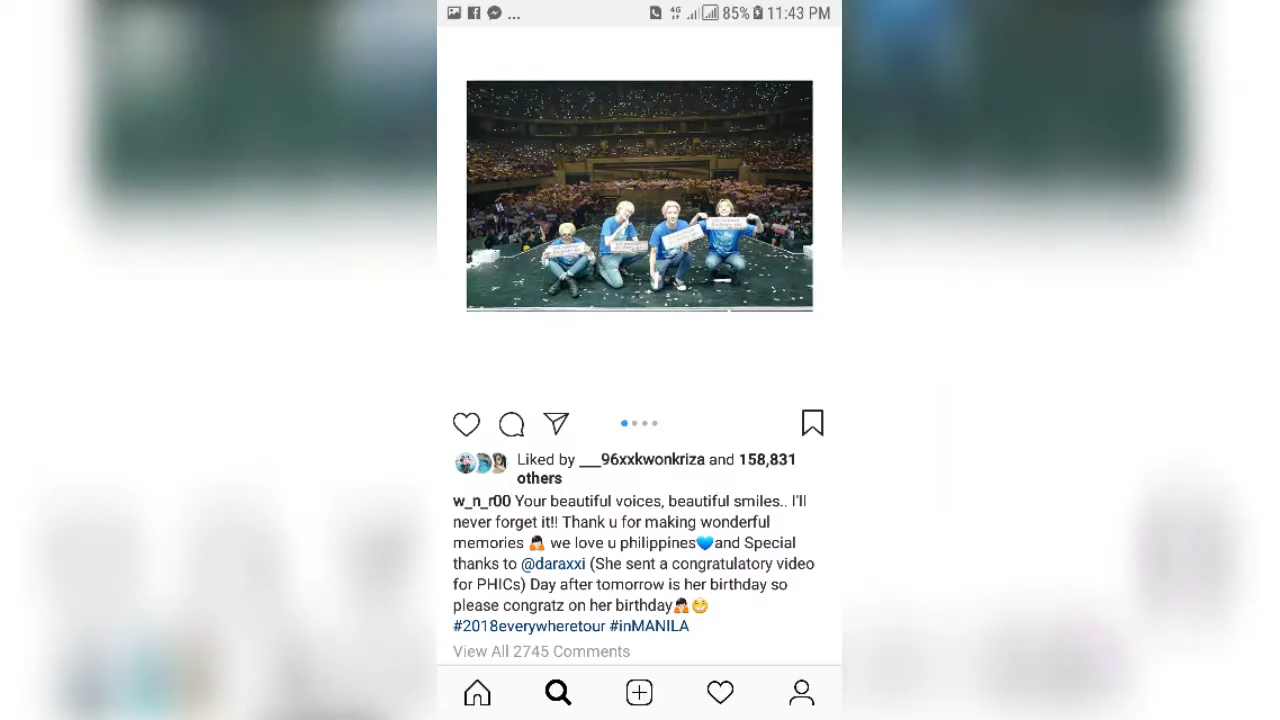 ... 4G 85% 11:43 PM
Liked by ___96xxkwonkriza and 158,831
others
w_n_r00 Your beautiful voices, beautiful smiles.. I'll
never forget it!! Thank u for making wonderful
memories 🙇🏻 we love u philippines💙and Special
thanks to @daraxxi (She sent a congratulatory video
for PHICs) Day after tomorrow is her birthday so
please congratz on her birthday🙇🏻😁
#2018everywheretour #inMANILA
View All 2745 Comments